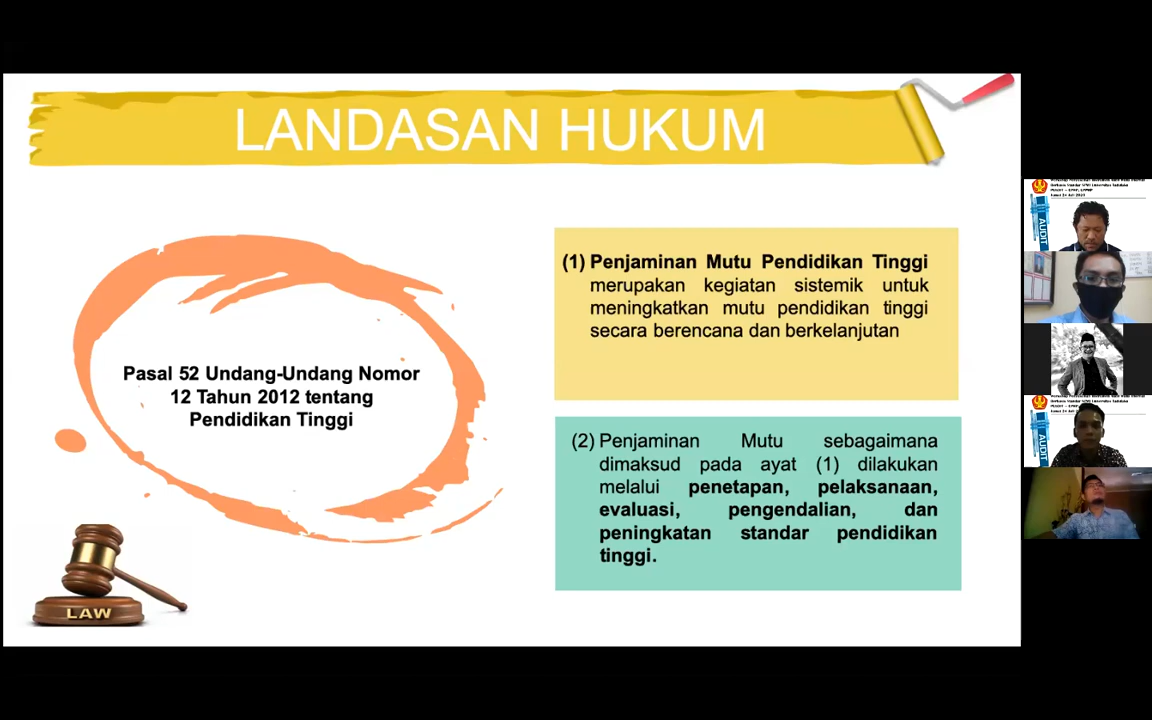 LANDASAN HUKUM
Pasal 52 Undang-Undang Nomor
12 Tahun 2012 tentang
Pendidikan Tinggi
(1) Penjaminan Mutu Pendidikan Tinggi
merupakan kegiatan sistemik untuk
meningkatkan mutu pendidikan tinggi
secara berencana dan berkelanjutan
(2) Penjaminan Mutu sebagaimana
dimaksud pada ayat (1) dilakukan
melalui penetapan, pelaksanaan,
evaluasi, pengendalian, dan
peningkatan standar pendidikan
tinggi.
LAW
AUDIT
AUDIT